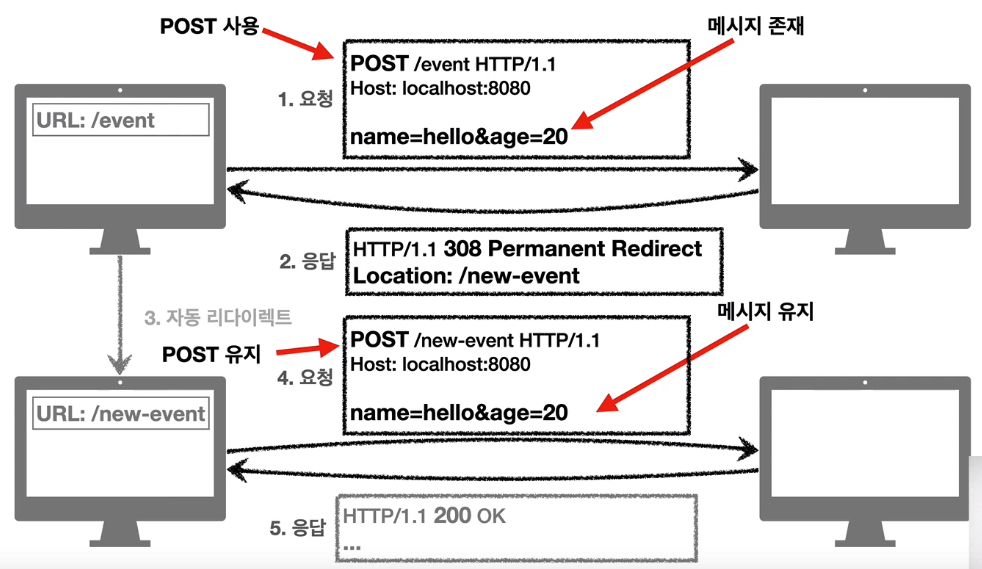 POST 사용
메시지 존재
POST /event HTTP/1.1
Host: localhost:8080
1. 요청
name=hello&age=20
URL: /event
HTTP/1.1 308 Permanent Redirect
2. 응답
Location: /new-event
3. 자동 리다이렉트
메시지 유지
POST 유지
POST /new-event HTTP/1.1
Host: localhost:8080
4. 요청
name=hello&age=20
URL: /new-event
HTTP/1.1 200 OK
5. 응답
...